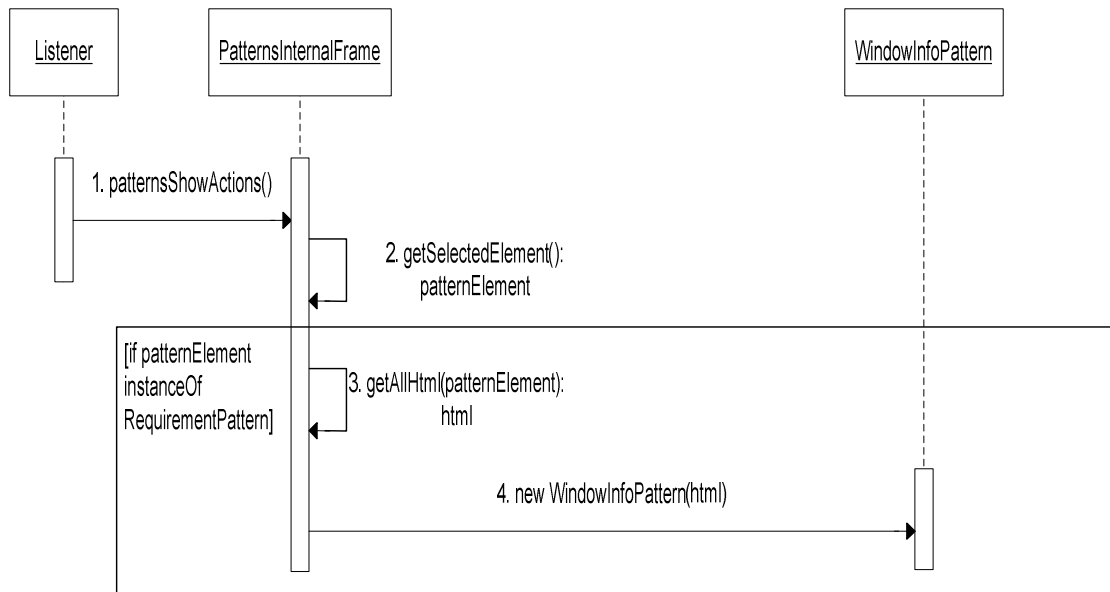 Listener
PatternsInternalFrame
WindowInfoPattern
1. patternsShowActions()
2. getSelectedElement():
patternElement
[if patternElement
instanceOf
RequirementPattern]
3. getAllHtml(patternElement):
html
4. new WindowInfoPattern(html)